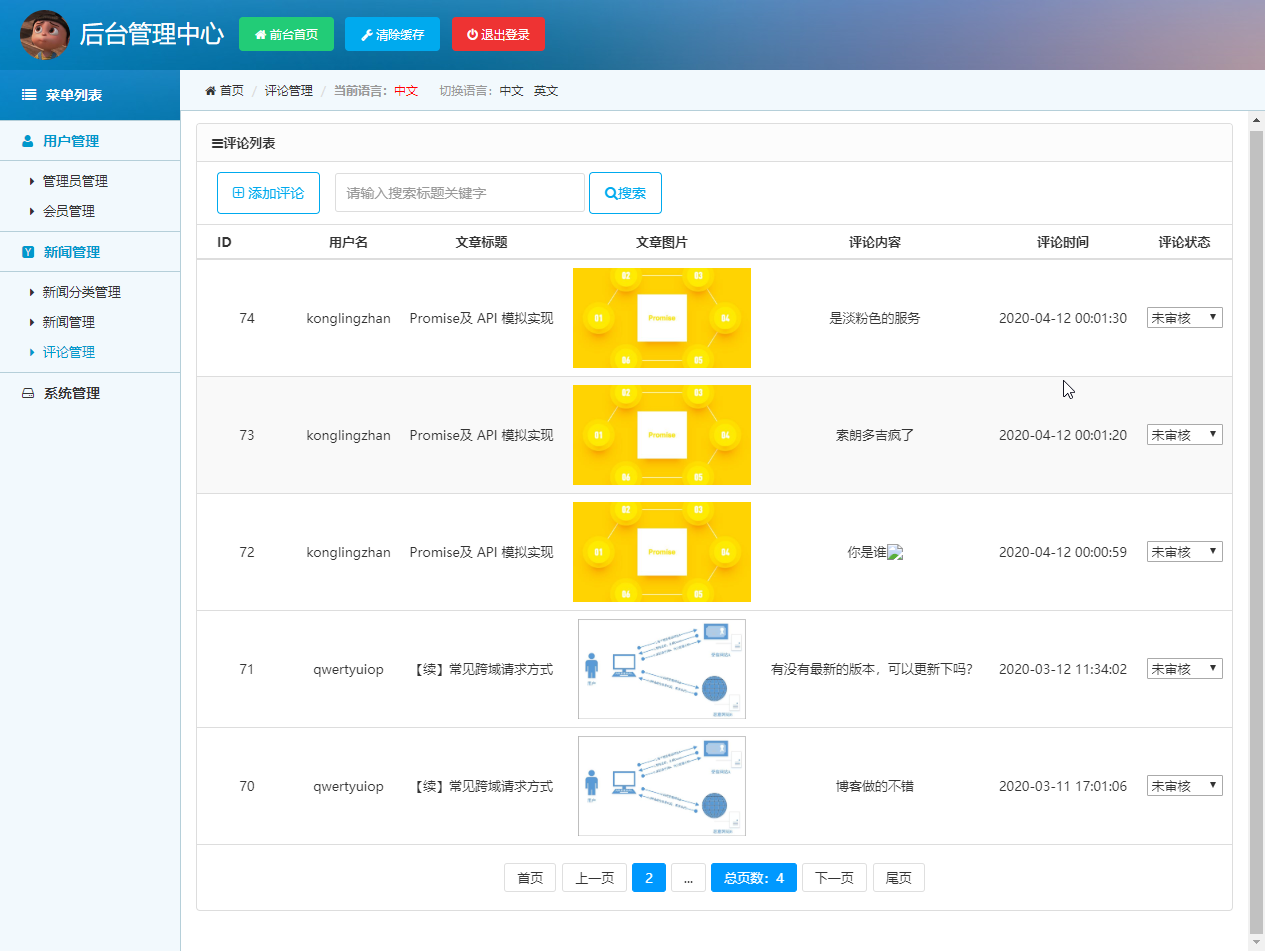 后台管理中心 前台首页 清除缓存 退出登录
菜单列表
首页 / 评论管理 / 当前语言：中文 切换语言：中文 英文
用户管理
管理员管理
会员管理
新闻管理
新闻分类管理
新闻管理
评论管理
系统管理
评论列表
添加评论 请输入搜索标题关键字 搜索
ID 用户名 文章标题 文章图片 评论内容 评论时间 评论状态
02 03
74 konglingzhan Promise及 API 模拟实现 01 Promise 04 是淡粉色的服务 2020-04-12 00:01:30 未审核
06 05
02 03
73 konglingzhan Promise及 API 模拟实现 01 Promise 04 索朗多吉疯了 2020-04-12 00:01:20 未审核
06 05
02 03
72 konglingzhan Promise及 API 模拟实现 01 Promise 04 你是谁 2020-04-12 00:00:59 未审核
06 05
71 qwertyuiop 【续】常见跨域请求方式 有没有最新的版本，可以更新下吗？ 2020-03-12 11:34:02 未审核
70 qwertyuiop 【续】常见跨域请求方式 博客做的不错 2020-03-11 17:01:06 未审核
首页 上一页 2 ... 总页数：4 下一页 尾页